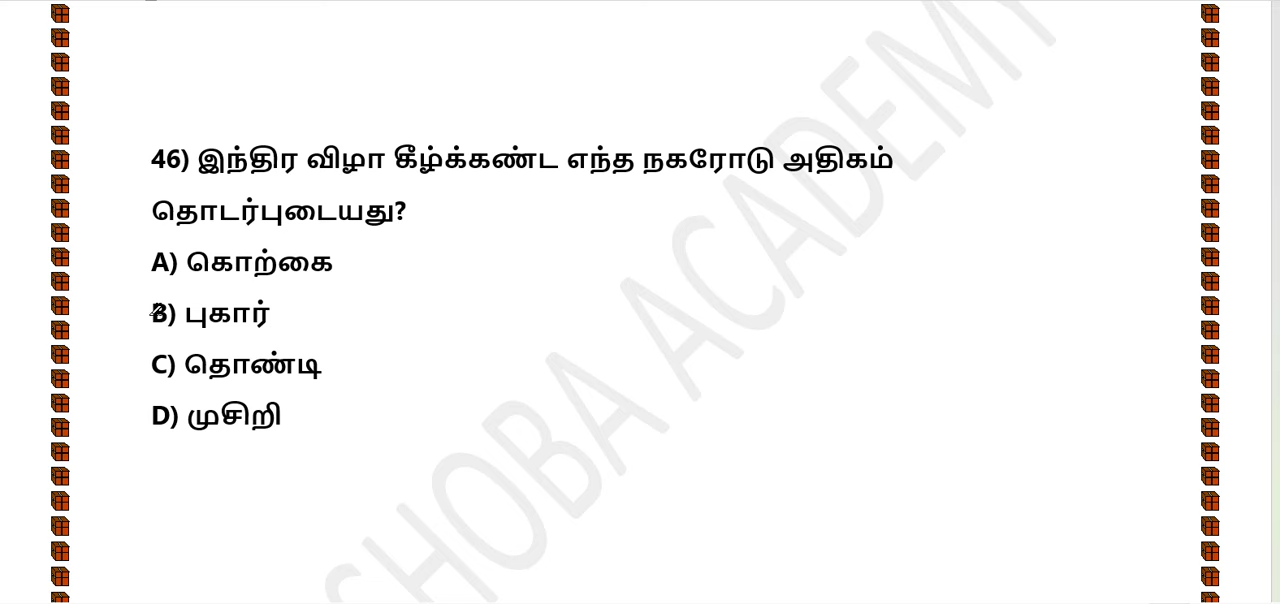 46) இந்திர விழா கீழ்க்கண்ட எந்த நகரோடு அதிகம்
தொடர்புடையது?
A) கொற்கை
B) புகார்
C) தொண்டி
D) முசிறி
SHOBA ACADEMY